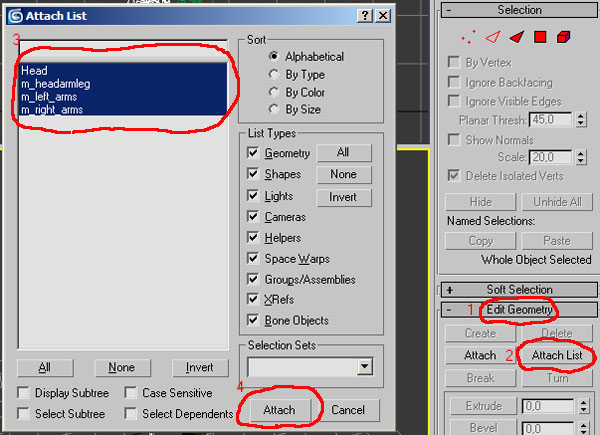 Attach List
3
Head
m_headarmleg
m_left_arms
m_right_arms
All None Invert
Display Subtree Case Sensitive
Select Subtree Select Dependents
Sort
Alphabetical
By Type
By Color
By Size
List Types
Geometry All
Shapes None
Lights Invert
Cameras
Helpers
Space Warps
Groups/Assemblies
XRefs
Bone Objects
Selection Sets
4
Attach Cancel
- Selection
By Vertex
Ignore Backfacing
Ignore Visible Edges
Planar Thresh: 45,0
Show Normals
Scale: 20,0
Delete Isolated Verts
Hide Unhide All
Named Selections:
Copy Paste
Whole Object Selected
+ Soft Selection
- 1 Edit Geometry
Create Delete
Attach 2 Attach List
Break Turn
Extrude 0,0
Bevel 0,0